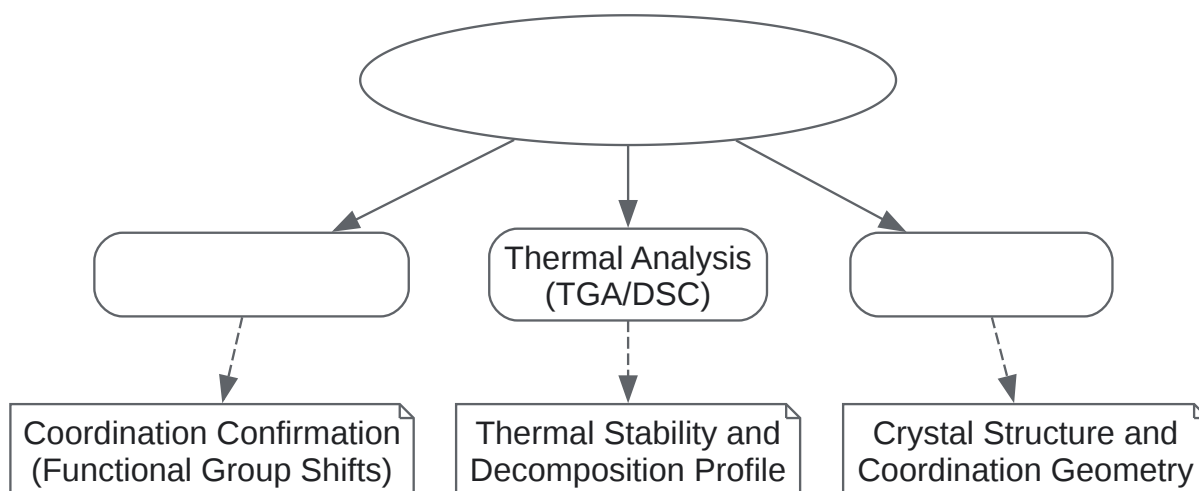 Thermal Analysis
(TGA/DSC)
Coordination Confirmation
(Functional Group Shifts)
Thermal Stability and
Decomposition Profile
Crystal Structure and
Coordination Geometry